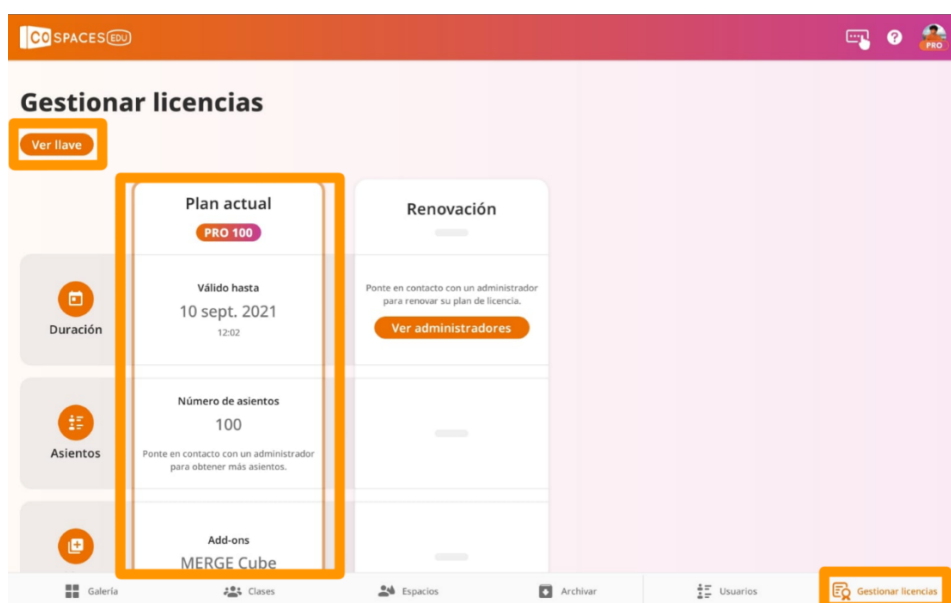 CO SPACES EDU
PRO
Gestionar licencias
Ver llave
Plan actual
PRO 100
Renovación
Duración
Válido hasta
10 sept. 2021
12:02
Ponte en contacto con un administrador
para renovar su plan de licencia.
Ver administradores
Asientos
Número de asientos
100
Ponte en contacto con un administrador
para obtener más asientos.
Add-ons
MERGE Cube
Galería
Clases
Espacios
Archivar
Usuarios
Gestionar licencias